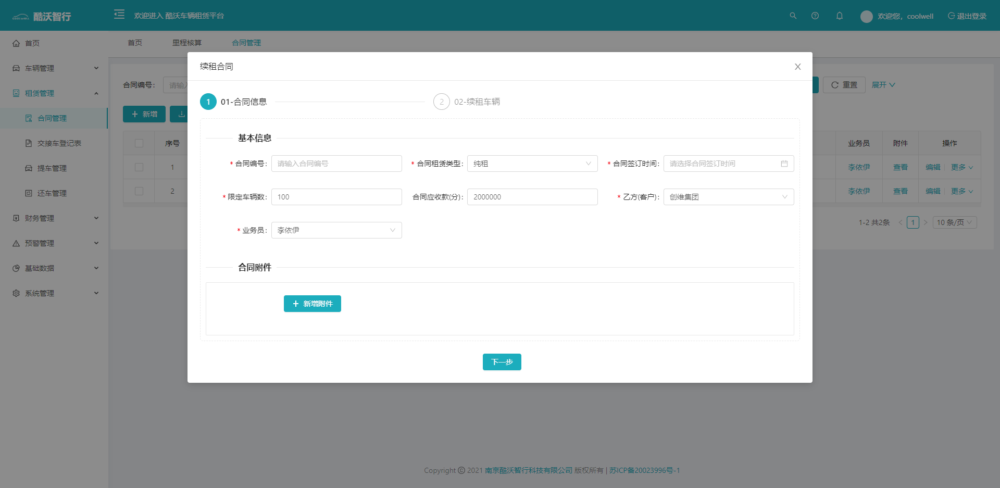 COOLWELL 酷沃智行
欢迎进入 酷沃车辆租赁平台
欢迎您，coolwell
退出登录
首页
车辆管理
租赁管理
合同管理
交接车登记表
提车管理
还车管理
财务管理
预警管理
基础数据
系统管理
首页 里程核算 合同管理
合同编号： 请输入
重置 展开
新增
序号 业务员 附件 操作
1 李依伊 查看 编辑 更多
2 李依伊 查看 编辑 更多
1-2 共2条 1 10 条/页
续租合同 X
1 01-合同信息 2 02-续租车辆
基本信息
* 合同编号: 请输入合同编号 * 合同租赁类型: 纯租 * 合同签订时间: 请选择合同签订时间
* 限定车辆数: 100 合同应收款(分): 2000000 * 乙方(客户): 创维集团
* 业务员: 李依伊
合同附件
新增附件
下一步
Copyright © 2021 南京酷沃智行科技有限公司 版权所有 | 苏ICP备20023996号-1